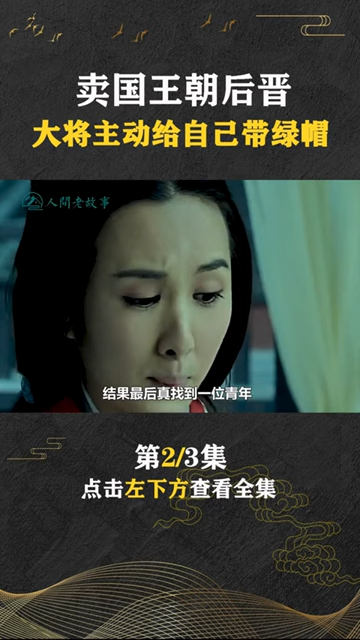 卖国王朝后晋
大将主动给自己带绿帽
人間老故事
结果最后真找到一位青年
第2/3集
点击左下方查看全集